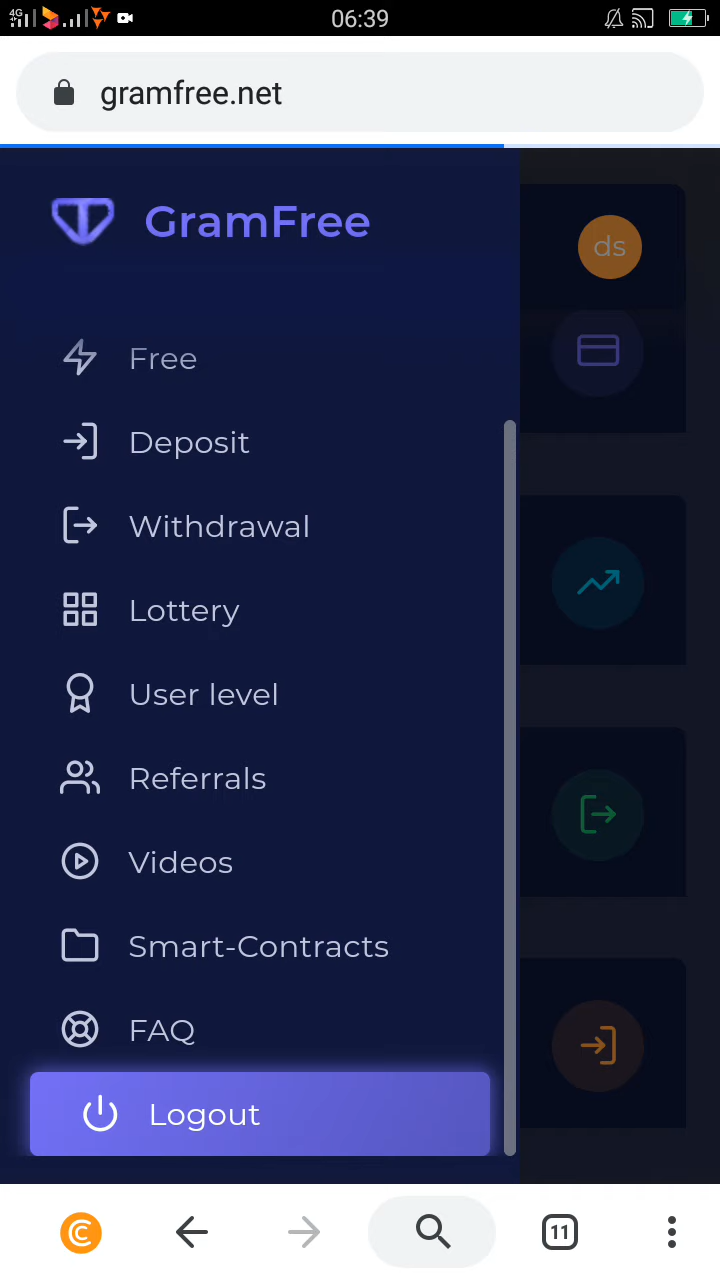 4G
06:39
gramfree.net
GramFree
ds
Free
Deposit
Withdrawal
Lottery
User level
Referrals
Videos
Smart-Contracts
FAQ
Logout
11